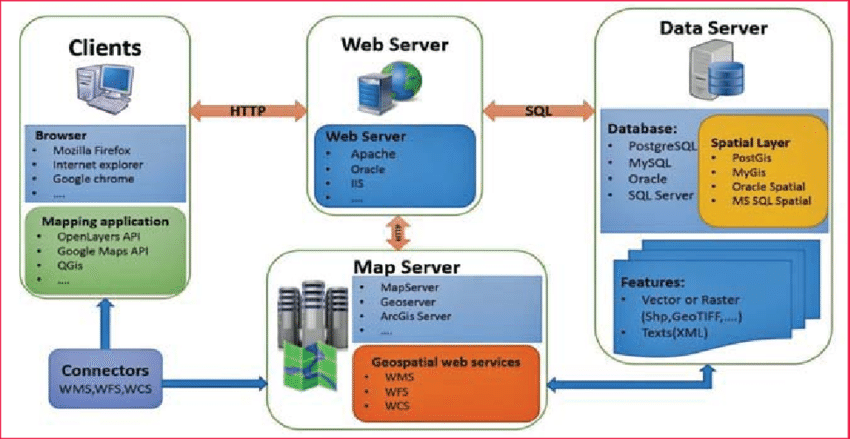 Clients
Browser
• Mozilla Firefox
• Internet explorer
• Google chrome
• ....
Mapping application
• OpenLayers API
• Google Maps API
• QGis
• ....
Connectors
WMS,WFS,WCS
HTTP
Web Server
Web Server
• Apache
• Oracle
• IIS
• ....
SQL
Map Server
• MapServer
• Geoserver
• ArcGis Server
• ....
Geospatial web services
• WMS
• WFS
• WCS
Data Server
Database:
• PostgreSQL
• MySQL
• Oracle
• SQL Server
Spatial Layer
• PostGis
• MyGis
• Oracle Spatial
• MS SQL Spatial
Features:
• Vector or Raster
(Shp,GeoTIFF,....)
• Texts(XML)